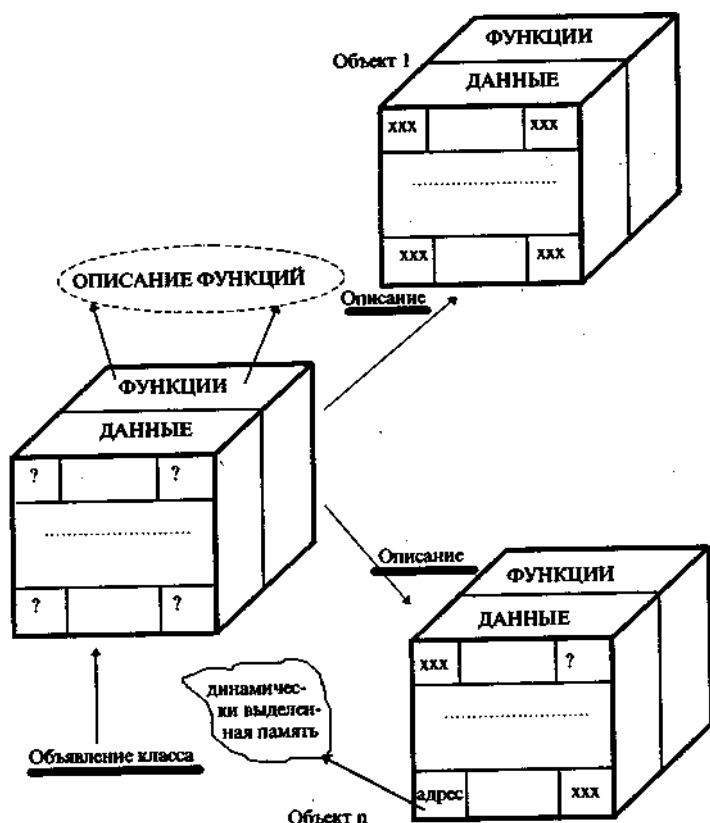 ФУНКЦИИ
Объект 1
ДАННЫЕ
xxx xxx
xxx xxx
ОПИСАНИЕ ФУНКЦИЙ
Описание
ФУНКЦИИ
ДАННЫЕ
? ?
? ?
Объявление класса
Описание
ФУНКЦИИ
ДАННЫЕ
xxx ?
адрес xxx
динамичес-
ки выделен-
ная память
Объект n